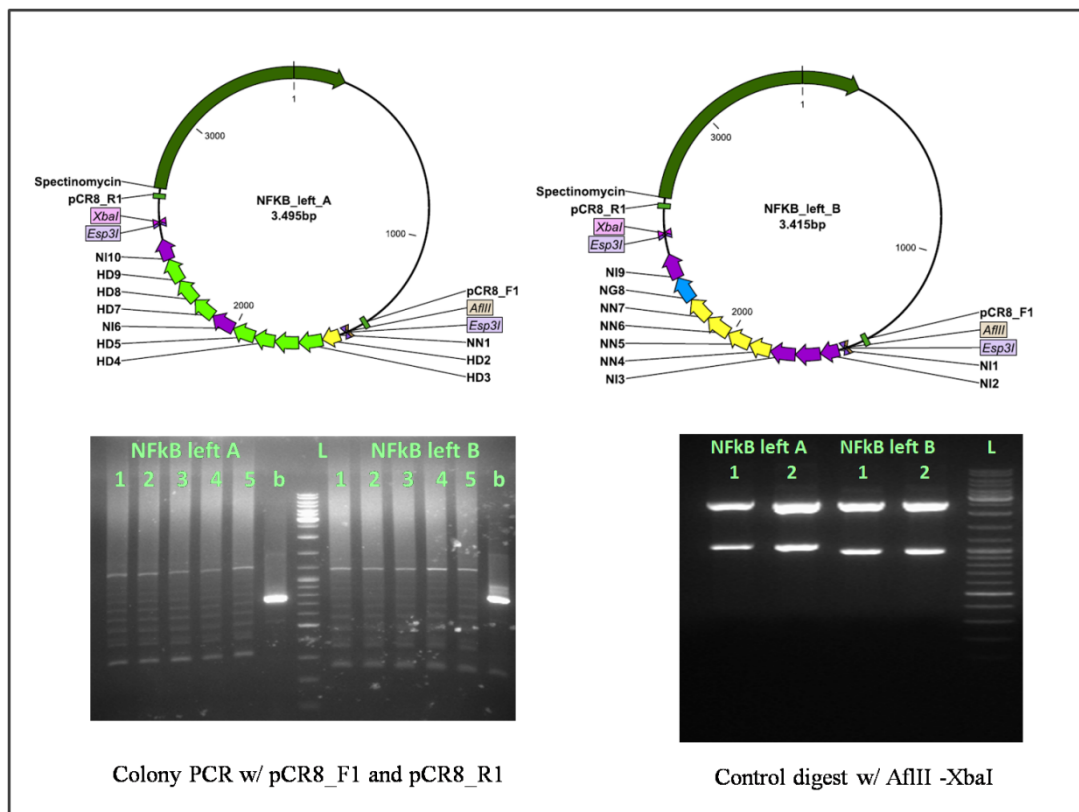 1
3000
Spectinomycin
pCR8_R1
XbaI
Esp3I
NI10
HD9
HD8
HD7
NI6
HD5
HD4
2000
NFKB_left_A
3.495bp
1000
pCR8_F1
AflII
Esp3I
NN1
HD2
HD3
1
3000
Spectinomycin
pCR8_R1
XbaI
Esp3I
NI9
NG8
NN7
NN6
NN5
NN4
NI3
2000
NFKB_left_B
3.415bp
1000
pCR8_F1
AflII
Esp3I
NI1
NI2
NFkB left A L NFkB left B
1 2 3 4 5 b 1 2 3 4 5 b
Colony PCR w/ pCR8_F1 and pCR8_R1
NFkB left A NFkB left B L
1 2 1 2
Control digest w/ AflII -XbaI